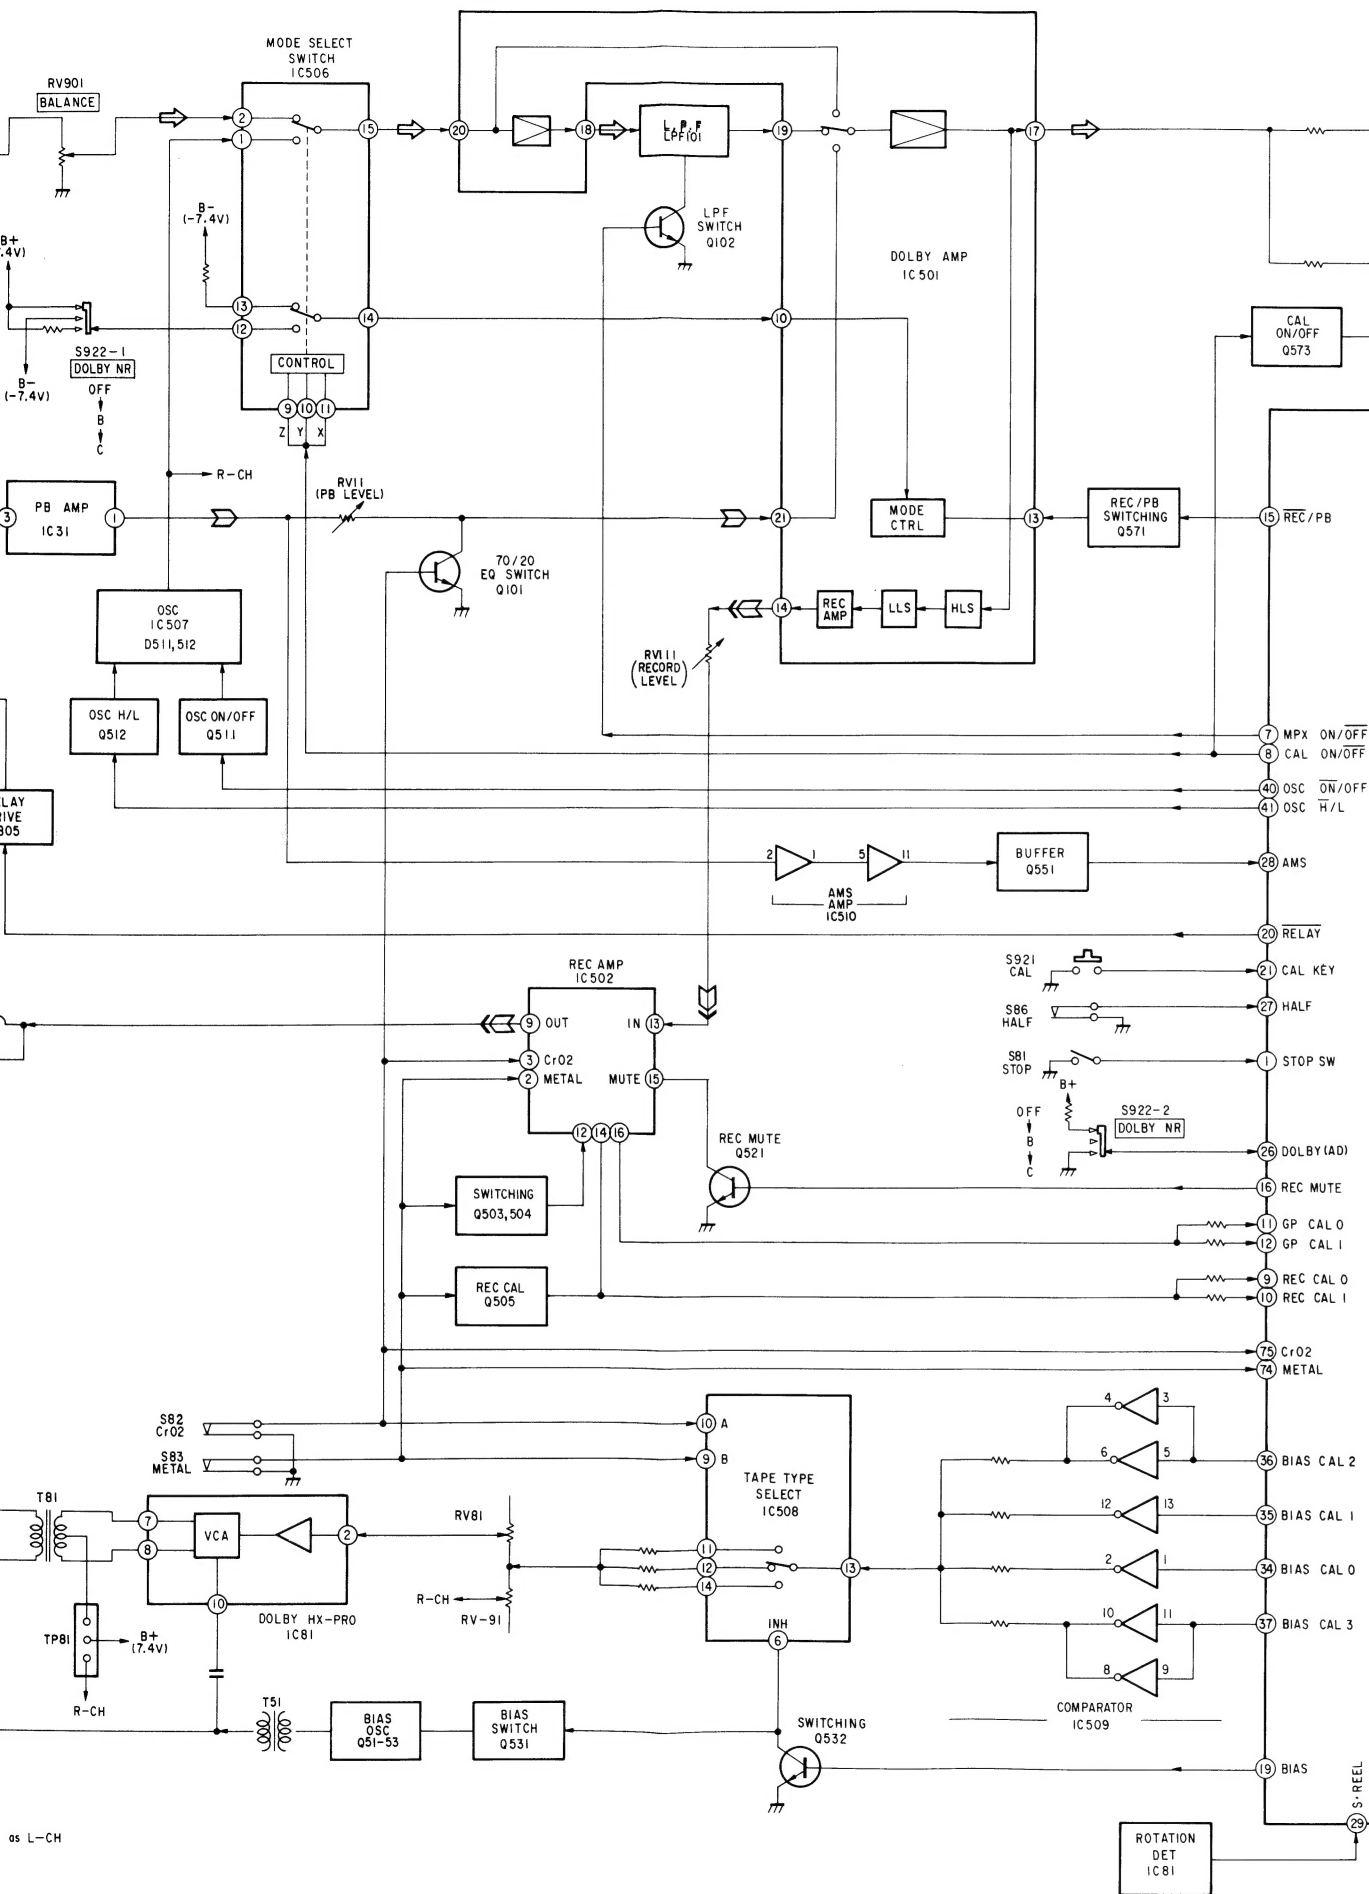 MODE SELECT
SWITCH
IC506
RV901
BALANCE
2
1
15
20
18
L.P.F
LPF101
19
17
B-
(-7.4V)
LPF
SWITCH
Q102
DOLBY AMP
IC501
B+
.4V)
13
12
14
10
CAL
ON/OFF
Q573
S922-1
DOLBY NR
OFF
B
C
B-
(-7.4V)
CONTROL
9
10
11
Z
Y
X
R-CH
RV11
(PB LEVEL)
3
PB AMP
IC31
1
21
MODE
CTRL
13
REC/PB
SWITCHING
Q571
15
REC/PB
70/20
EQ SWITCH
Q101
OSC
IC507
D511,512
14
REC
AMP
LLS
HLS
RV111
(RECORD
LEVEL)
OSC H/L
Q512
OSC ON/OFF
Q511
7
MPX ON/OFF
8
CAL ON/OFF
40
OSC ON/OFF
41
OSC H/L
LAY
RIVE
305
2
1
5
11
AMS
AMP
IC510
BUFFER
Q551
28
AMS
20
RELAY
S921
CAL
21
CAL KEY
REC AMP
IC502
9
OUT
IN
13
3
CrO2
2
METAL
MUTE
15
12
14
16
S86
HALF
27
HALF
S81
STOP
1
STOP SW
B+
OFF
B
C
S922-2
DOLBY NR
26
DOLBY(AD)
REC MUTE
Q521
16
REC MUTE
SWITCHING
Q503,504
11
GP CAL 0
12
GP CAL 1
REC CAL
Q505
9
REC CAL 0
10
REC CAL 1
75
CrO2
74
METAL
S82
CrO2
S83
METAL
10
A
9
B
TAPE TYPE
SELECT
IC508
11
12
14
13
INH
6
4
3
6
5
36
BIAS CAL 2
12
13
35
BIAS CAL 1
2
1
34
BIAS CAL 0
10
11
37
BIAS CAL 3
8
9
COMPARATOR
IC509
T81
7
8
VCA
2
10
DOLBY HX-PRO
IC81
RV81
R-CH
RV-91
TP81
B+
(7.4V)
R-CH
T51
BIAS
OSC
Q51-53
BIAS
SWITCH
Q531
SWITCHING
Q532
19
BIAS
S·REEL
29
ROTATION
DET
IC81
as L-CH